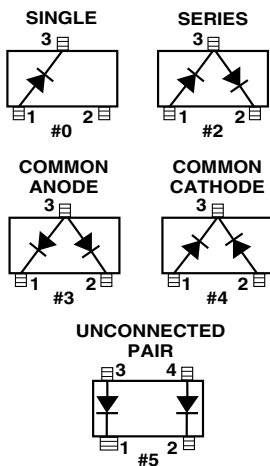 SINGLE
3
1 2
#0
SERIES
3
1 2
#2
COMMON
ANODE
3
1 2
#3
COMMON
CATHODE
3
1 2
#4
UNCONNECTED
PAIR
3 4
1 2
#5